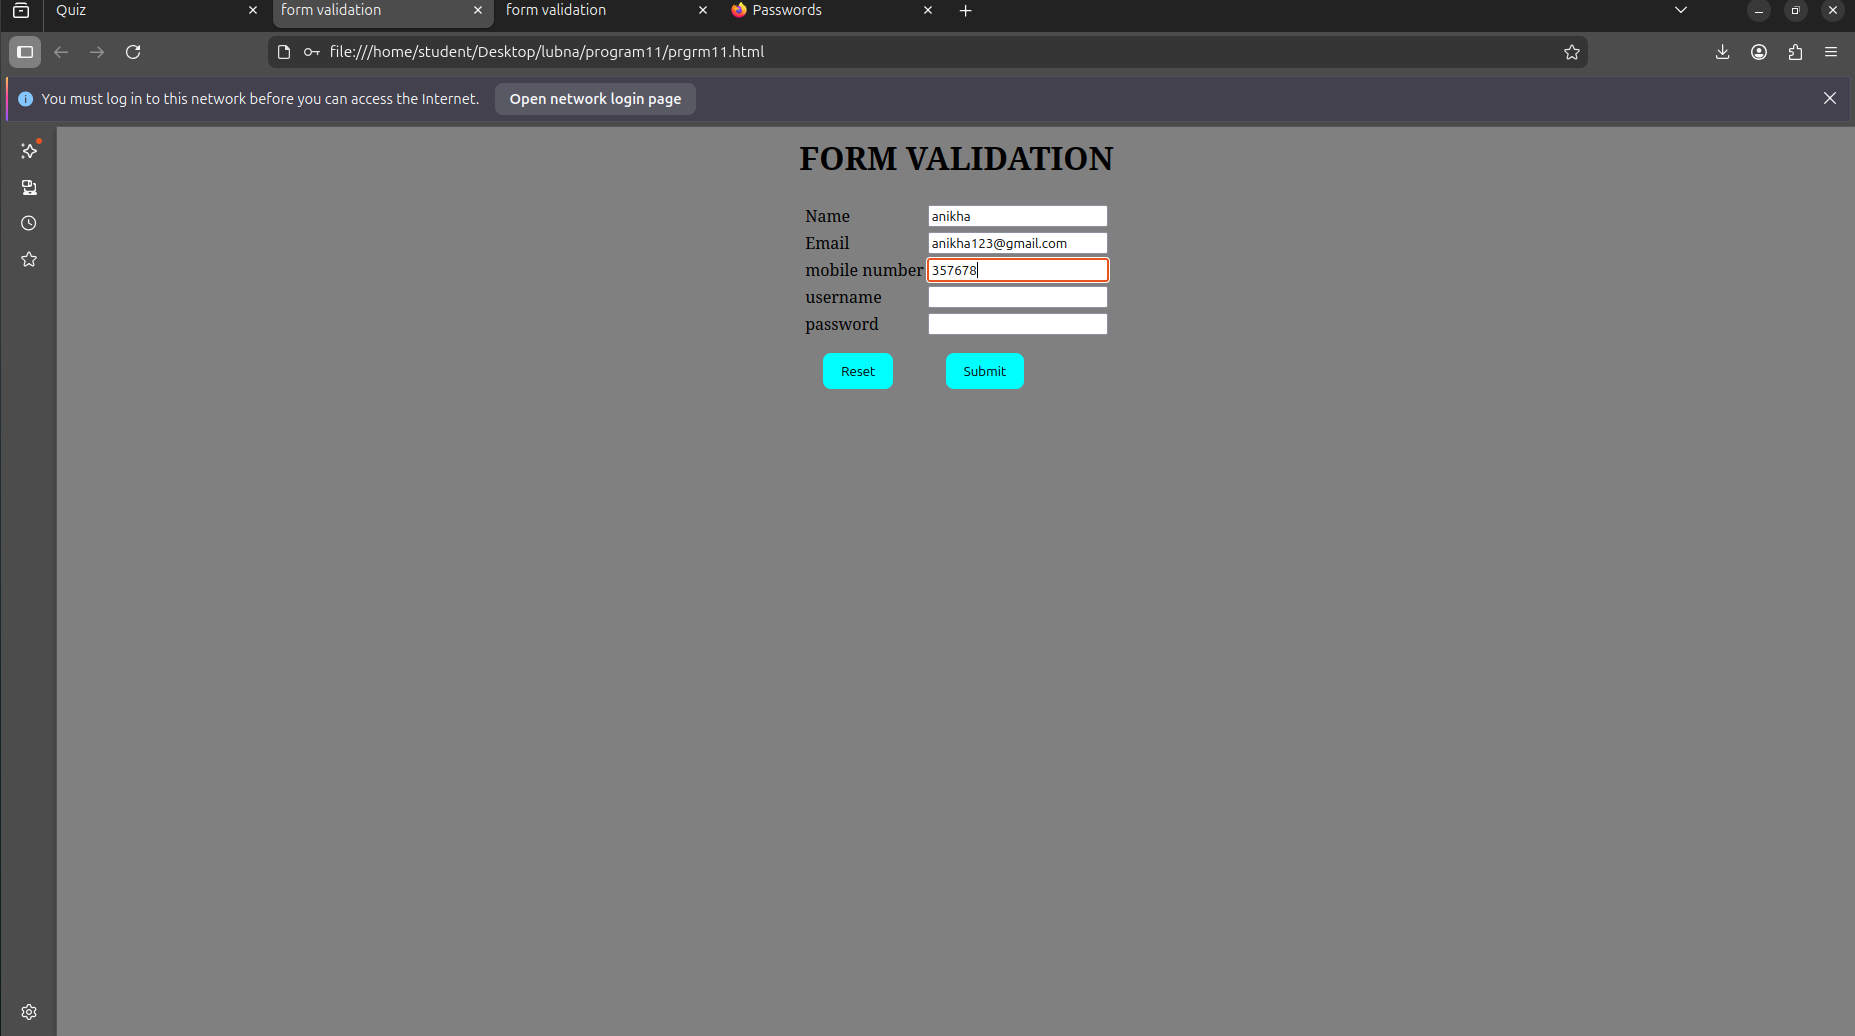 Quiz
form validation
form validation
Passwords
file:///home/student/Desktop/lubna/program11/prgrm11.html
You must log in to this network before you can access the Internet. Open network login page
FORM VALIDATION
Name anikha
Email anikha123@gmail.com
mobile number 357678
username
password
Reset Submit